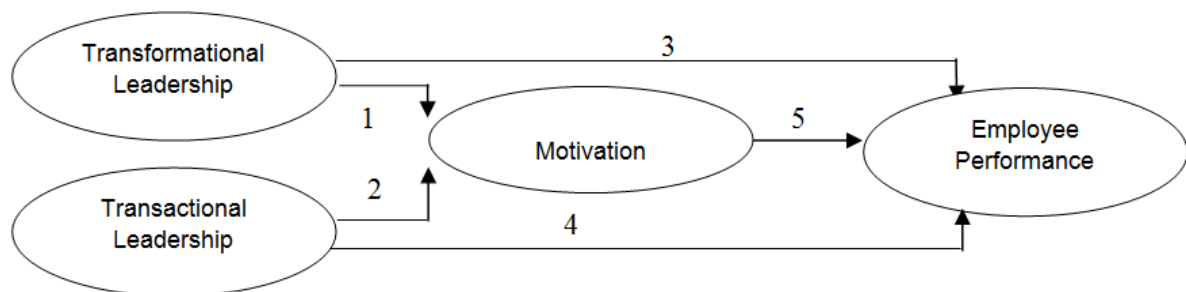 3
Transformational
Leadership
1
Motivation
5
Employee
Performance
2
Transactional
Leadership
4